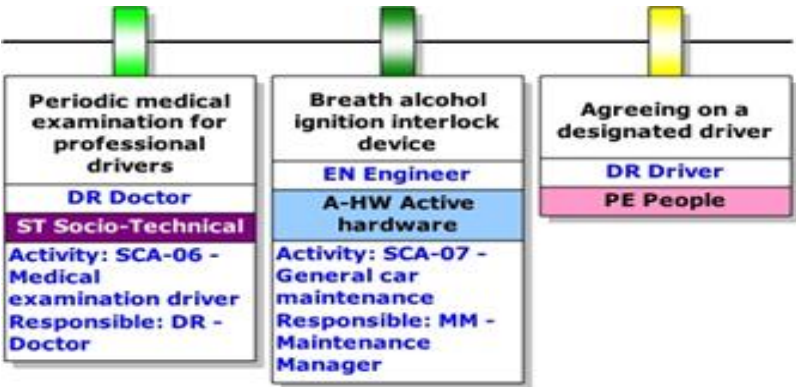 Periodic medical
examination for
professional
drivers
DR Doctor
ST Socio-Technical
Activity: SCA-06 -
Medical
examination driver
Responsible: DR -
Doctor
Breath alcohol
ignition interlock
device
EN Engineer
A-HW Active
hardware
Activity: SCA-07 -
General car
maintenance
Responsible: MM -
Maintenance
Manager
Agreeing on a
designated driver
DR Driver
PE People